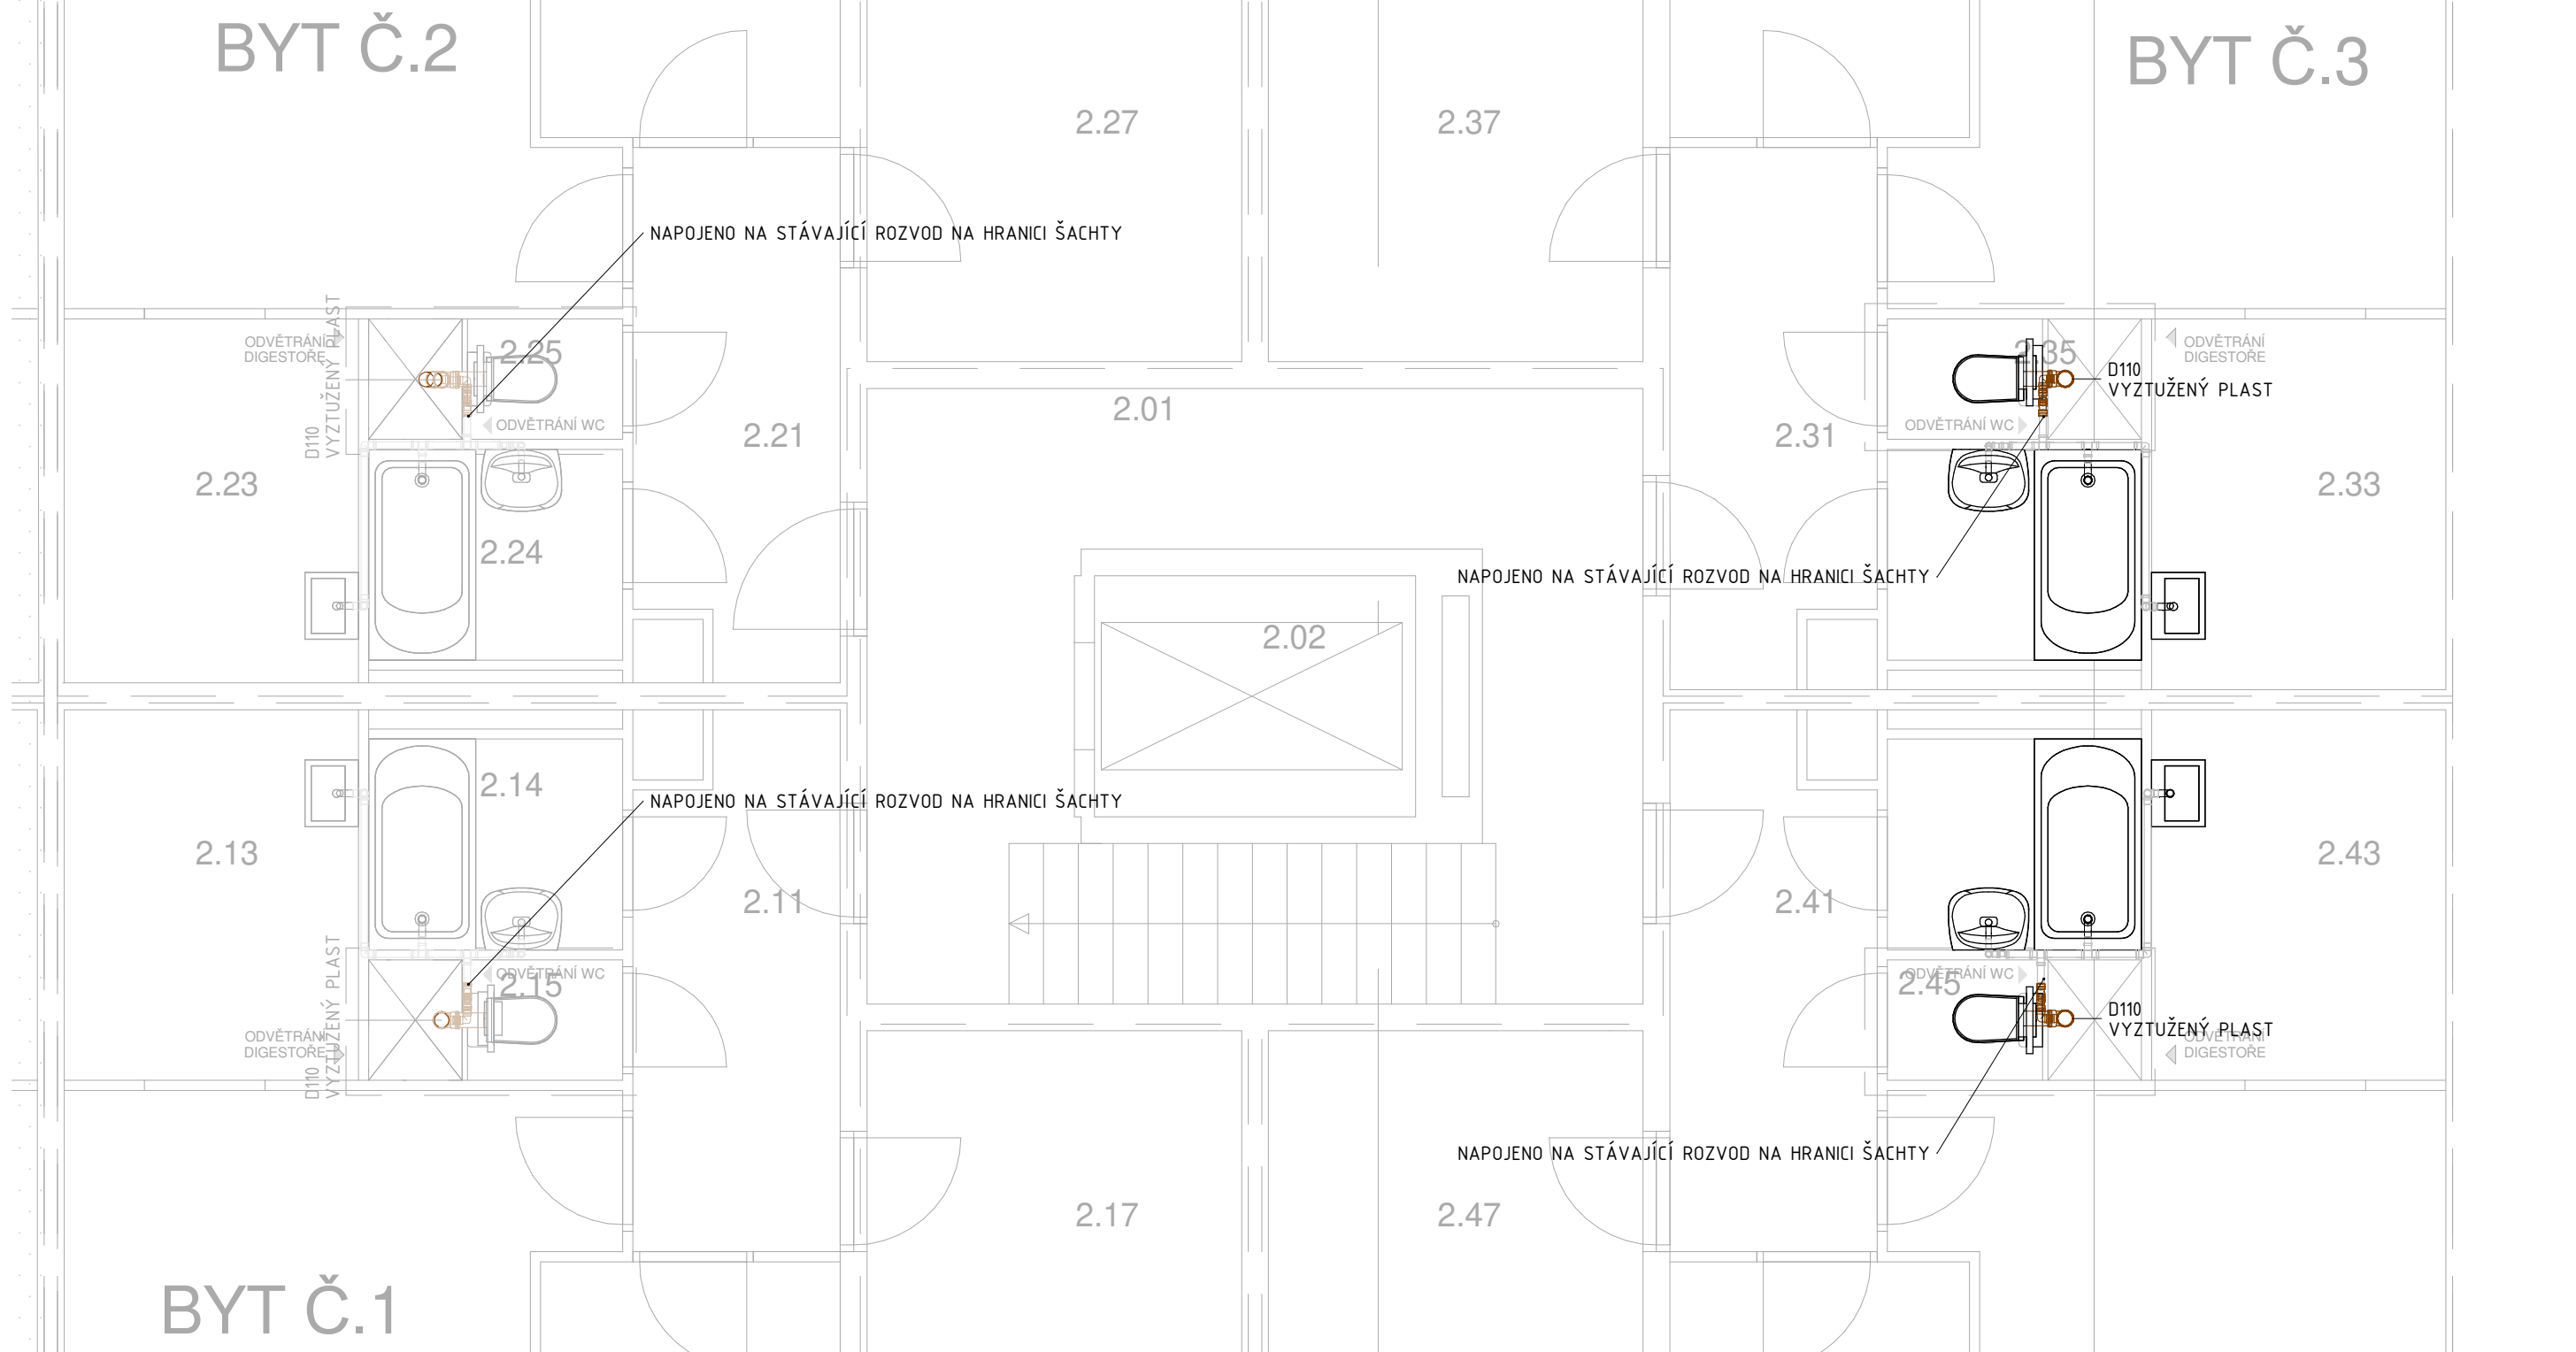 BYT Č.2
BYT Č.3
2.27
2.37
NAPOJENO NA STÁVAJÍCÍ ROZVOD NA HRANICI ŠACHTY
ODVĚTRÁNÍ
DIGESTOŘE
D110
VYZTUŽENÝ PLAST
2.25
ODVĚTRÁNÍ WC
2.35
D110
VYZTUŽENÝ PLAST
ODVĚTRÁNÍ
DIGESTOŘE
ODVĚTRÁNÍ WC
2.01
2.21
2.31
2.23
2.33
2.24
NAPOJENO NA STÁVAJÍCÍ ROZVOD NA HRANICI ŠACHTY
2.02
2.14
NAPOJENO NA STÁVAJÍCÍ ROZVOD NA HRANICI ŠACHTY
2.13
2.43
2.11
2.41
ODVĚTRÁNÍ WC
2.15
ODVĚTRÁNÍ WC
2.45
D110
VYZTUŽENÝ PLAST
ODVĚTRÁNÍ
DIGESTOŘE
D110
VYZTUŽENÝ PLAST
ODVĚTRÁNÍ
DIGESTOŘE
NAPOJENO NA STÁVAJÍCÍ ROZVOD NA HRANICI ŠACHTY
2.17
2.47
BYT Č.1